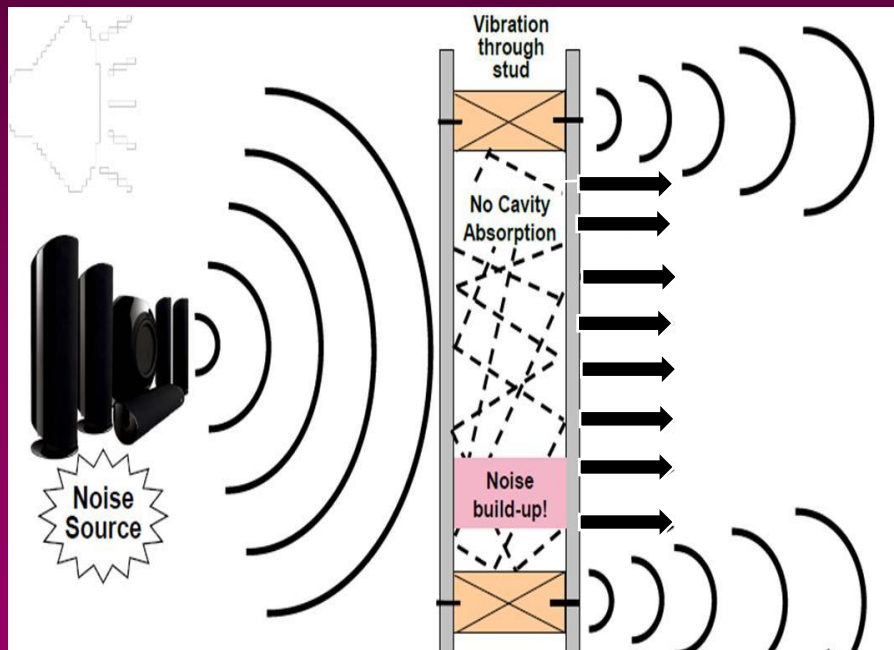 Vibration
through
stud
No Cavity
Absorption
Noise
build-up!
Noise
Source